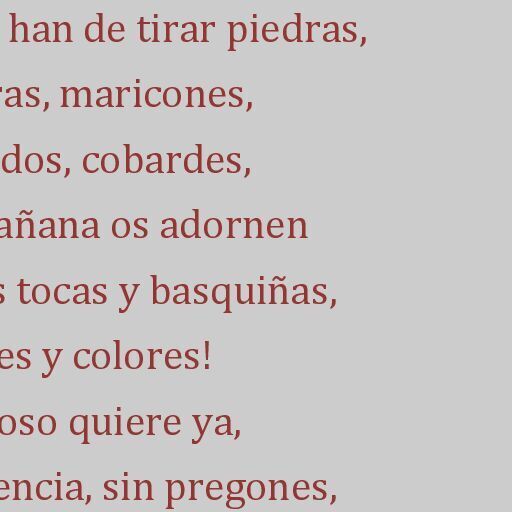 han de tirar piedras,
ras, maricones,
dos, cobardes,
añana os adornen
s tocas y basquiñas,
es y colores!
oso quiere ya,
encia, sin pregones,